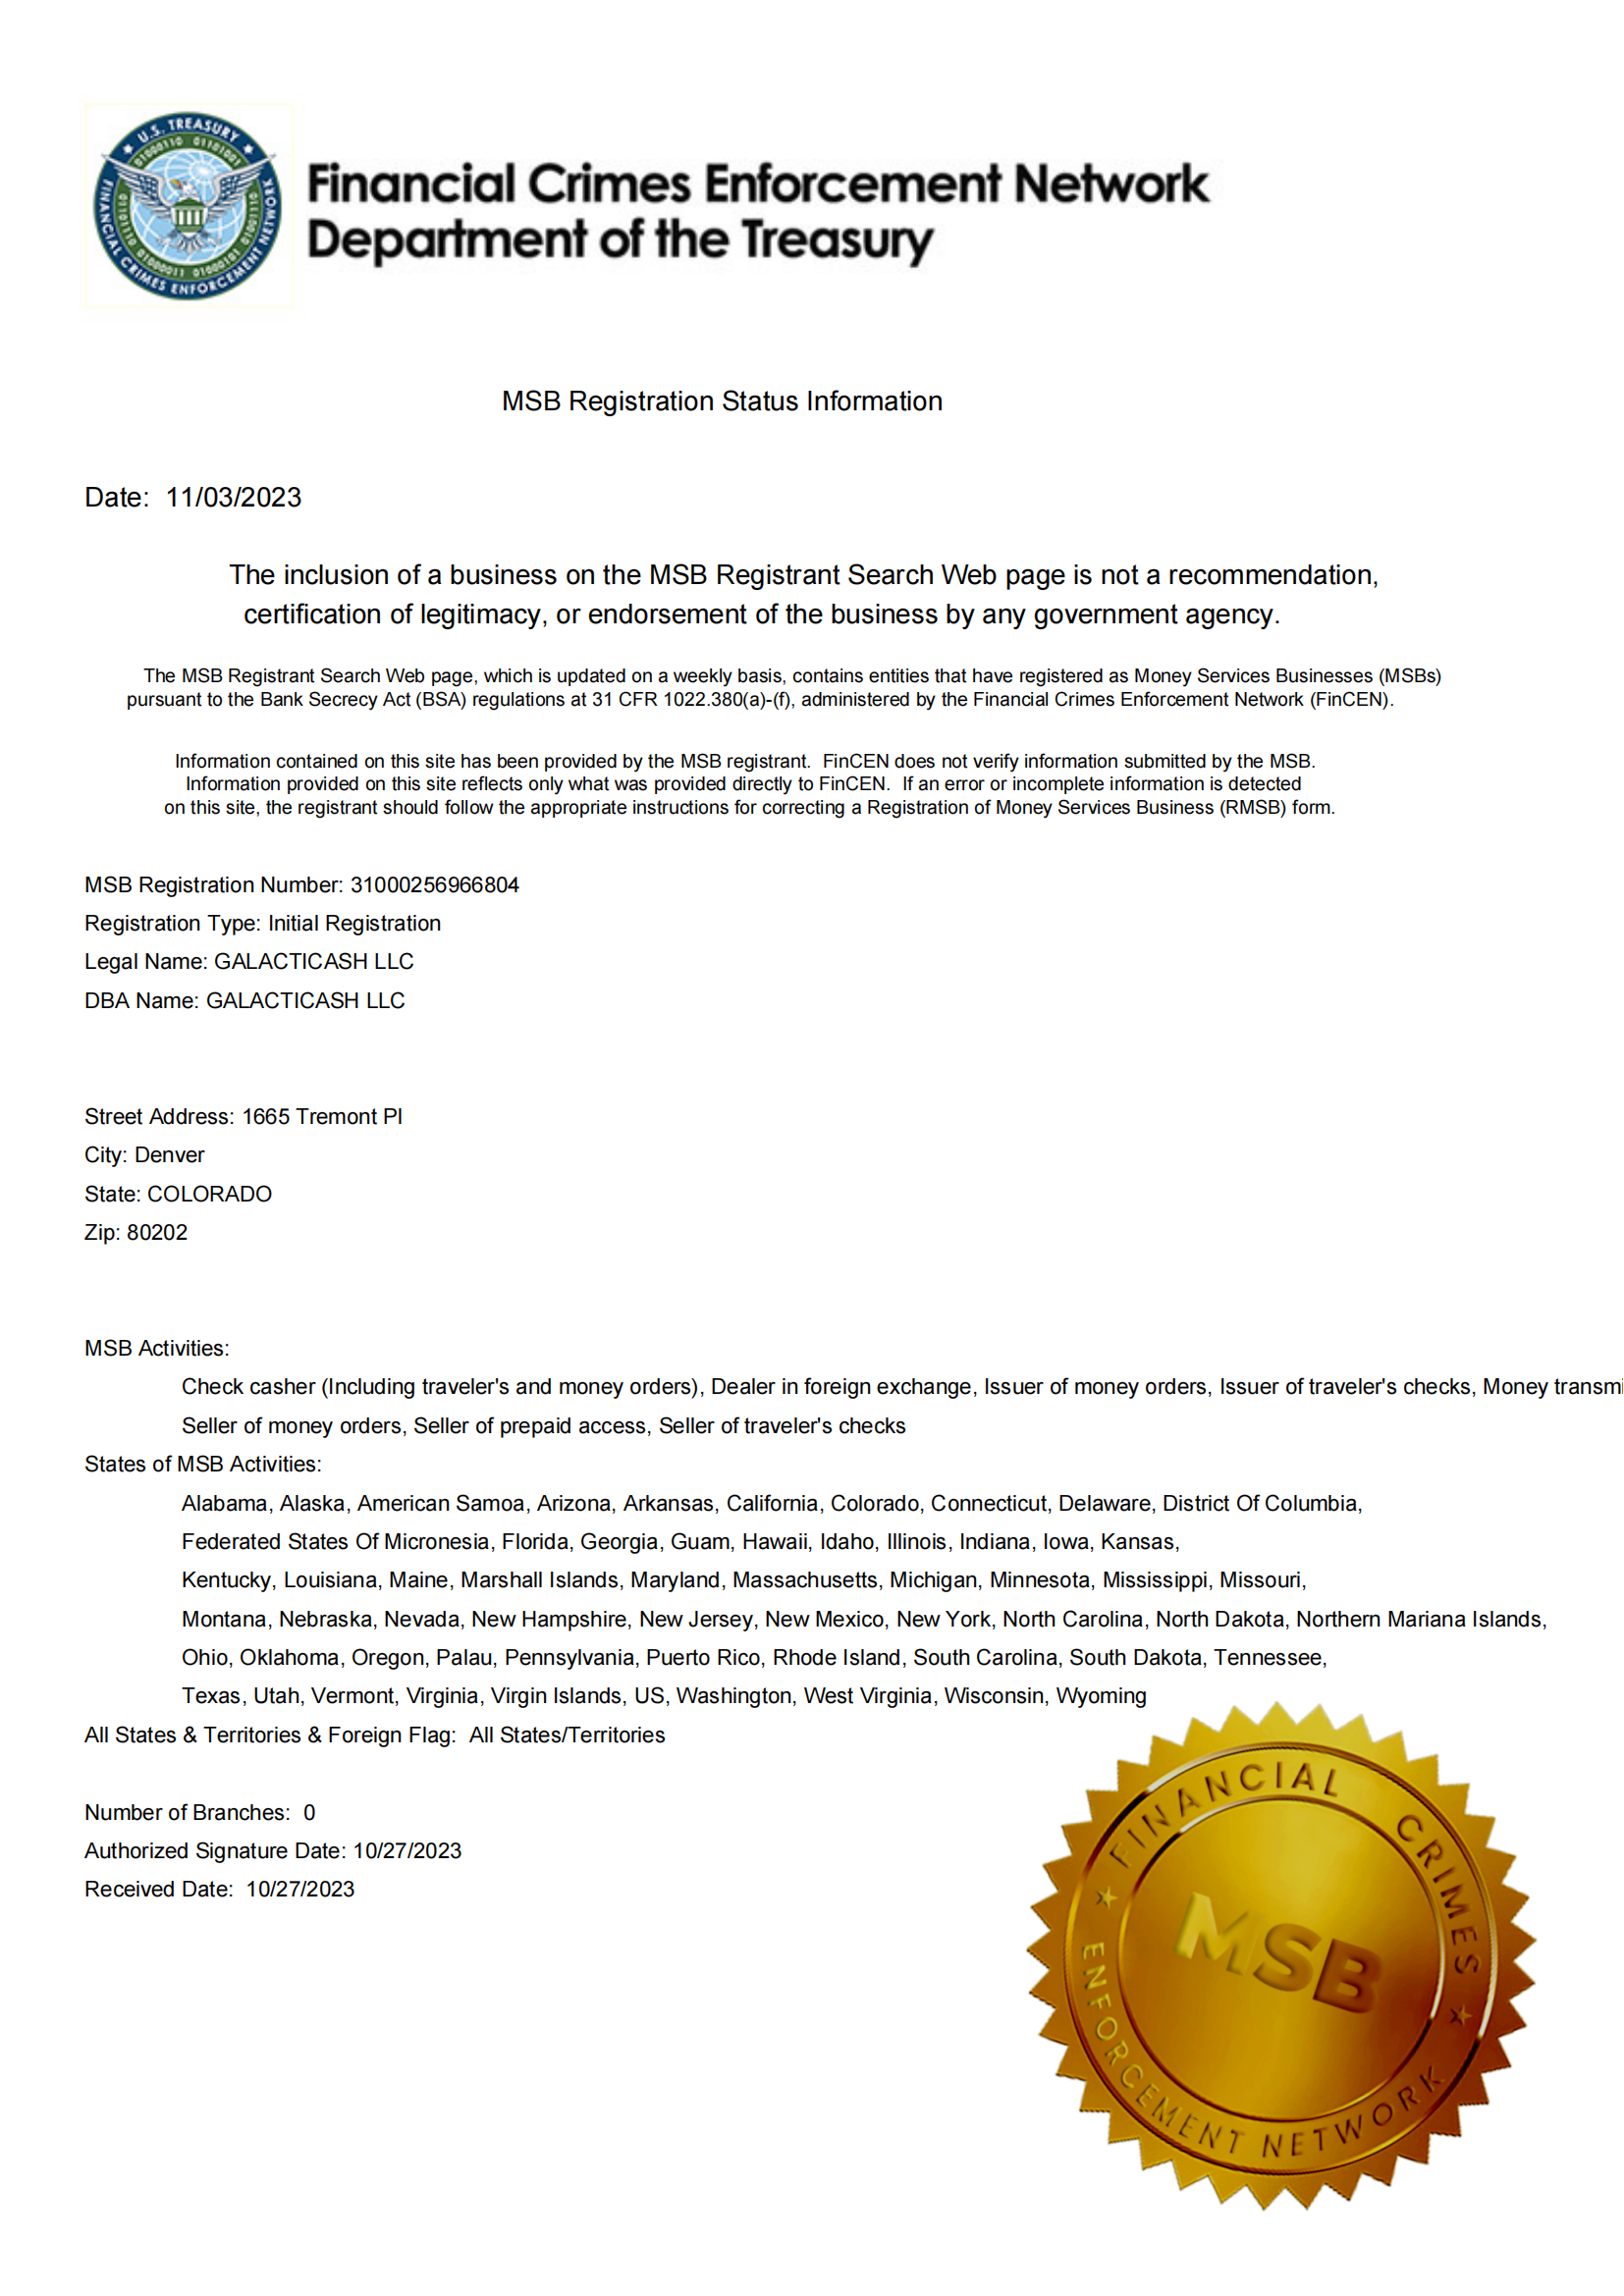 U.S. TREASURY
01000110 01101001
01101110
01000011 01000101
FINANCIAL CRIMES ENFORCEMENT NETWORK
Financial Crimes Enforcement Network
Department of the Treasury
MSB Registration Status Information
Date: 11/03/2023
The inclusion of a business on the MSB Registrant Search Web page is not a recommendation,
certification of legitimacy, or endorsement of the business by any government agency.
The MSB Registrant Search Web page, which is updated on a weekly basis, contains entities that have registered as Money Services Businesses (MSBs)
pursuant to the Bank Secrecy Act (BSA) regulations at 31 CFR 1022.380(a)-(f), administered by the Financial Crimes Enforcement Network (FinCEN).
Information contained on this site has been provided by the MSB registrant. FinCEN does not verify information submitted by the MSB.
Information provided on this site reflects only what was provided directly to FinCEN. If an error or incomplete information is detected
on this site, the registrant should follow the appropriate instructions for correcting a Registration of Money Services Business (RMSB) form.
MSB Registration Number: 31000256966804
Registration Type: Initial Registration
Legal Name: GALACTICASH LLC
DBA Name: GALACTICASH LLC
Street Address: 1665 Tremont Pl
City: Denver
State: COLORADO
Zip: 80202
MSB Activities:
Check casher (Including traveler's and money orders), Dealer in foreign exchange, Issuer of money orders, Issuer of traveler's checks, Money transmi
Seller of money orders, Seller of prepaid access, Seller of traveler's checks
States of MSB Activities:
Alabama, Alaska, American Samoa, Arizona, Arkansas, California, Colorado, Connecticut, Delaware, District Of Columbia,
Federated States Of Micronesia, Florida, Georgia, Guam, Hawaii, Idaho, Illinois, Indiana, Iowa, Kansas,
Kentucky, Louisiana, Maine, Marshall Islands, Maryland, Massachusetts, Michigan, Minnesota, Mississippi, Missouri,
Montana, Nebraska, Nevada, New Hampshire, New Jersey, New Mexico, New York, North Carolina, North Dakota, Northern Mariana Islands,
Ohio, Oklahoma, Oregon, Palau, Pennsylvania, Puerto Rico, Rhode Island, South Carolina, South Dakota, Tennessee,
Texas, Utah, Vermont, Virginia, Virgin Islands, US, Washington, West Virginia, Wisconsin, Wyoming
All States & Territories & Foreign Flag: All States/Territories
Number of Branches: 0
Authorized Signature Date: 10/27/2023
Received Date: 10/27/2023
FINANCIAL CRIMES
MSB
ENFORCEMENT NETWORK